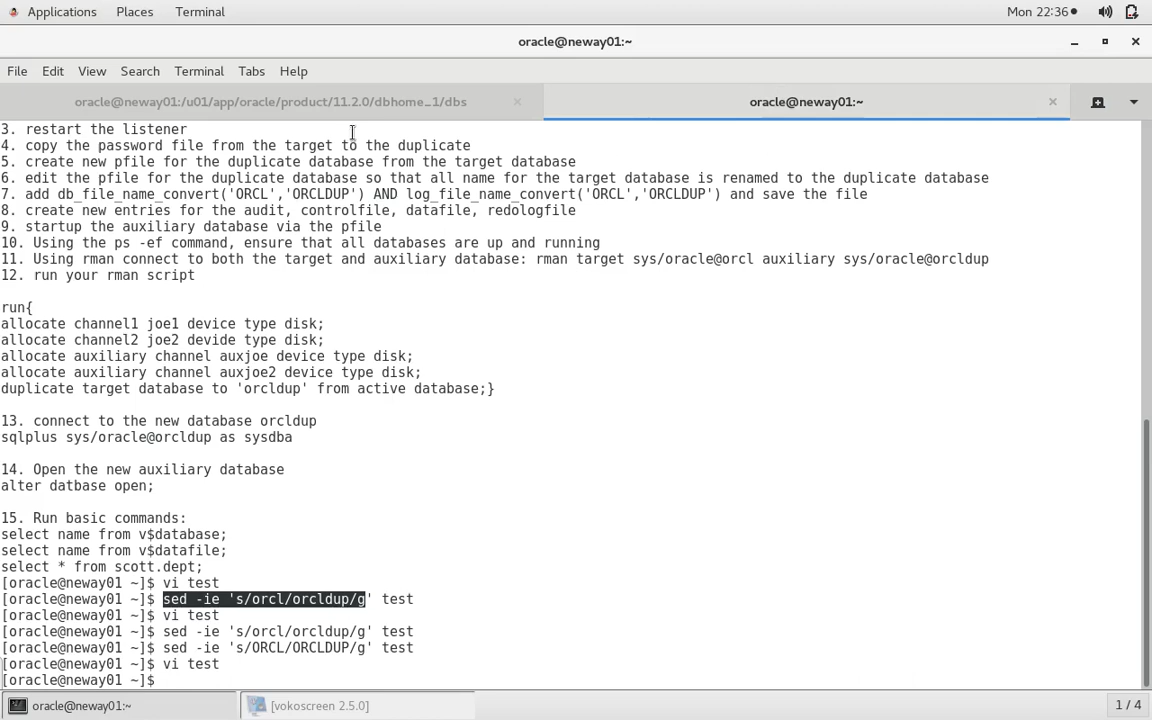 Applications Places Terminal Mon 22:36
oracle@neway01:~
File Edit View Search Terminal Tabs Help
oracle@neway01:/u01/app/oracle/product/11.2.0/dbhome_1/dbs oracle@neway01:~
3. restart the listener
4. copy the password file from the target to the duplicate
5. create new pfile for the duplicate database from the target database
6. edit the pfile for the duplicate database so that all name for the target database is renamed to the duplicate database
7. add db_file_name_convert('ORCL','ORCLDUP') AND log_file_name_convert('ORCL','ORCLDUP') and save the file
8. create new entries for the audit, controlfile, datafile, redologfile
9. startup the auxiliary database via the pfile
10. Using the ps -ef command, ensure that all databases are up and running
11. Using rman connect to both the target and auxiliary database: rman target sys/oracle@orcl auxiliary sys/oracle@orcldup
12. run your rman script
run{
allocate channel1 joe1 device type disk;
allocate channel2 joe2 devide type disk;
allocate auxiliary channel auxjoe device type disk;
allocate auxiliary channel auxjoe2 device type disk;
duplicate target database to 'orcldup' from active database;}
13. connect to the new database orcldup
sqlplus sys/oracle@orcldup as sysdba
14. Open the new auxiliary database
alter datbase open;
15. Run basic commands:
select name from v$database;
select name from v$datafile;
select * from scott.dept;
[oracle@neway01 ~]$ vi test
[oracle@neway01 ~]$ sed -ie 's/orcl/orcldup/g' test
[oracle@neway01 ~]$ vi test
[oracle@neway01 ~]$ sed -ie 's/orcl/orcldup/g' test
[oracle@neway01 ~]$ sed -ie 's/ORCL/ORCLDUP/g' test
[oracle@neway01 ~]$ vi test
[oracle@neway01 ~]$
oracle@neway01:~ [vokoscreen 2.5.0] 1 / 4